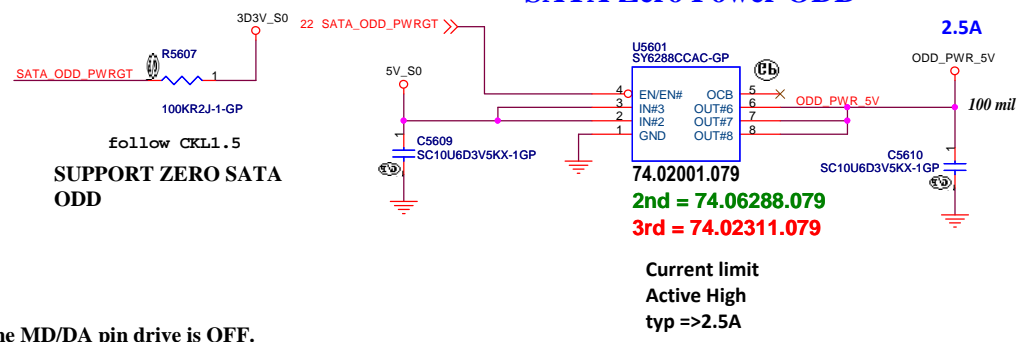 SATA Zero Power ODD
3D3V_S0
22 SATA_ODD_PWRGT
2.5A
R5607
SATA_ODD_PWRGT
1
100KR2J-1-GP
follow CKL1.5
SUPPORT ZERO SATA
ODD
5V_S0
1
C5609
SC10U6D3V5KX-1GP
U5601
SY6288CCAC-GP
4 EN/EN# OCB 5
3 IN#3 OUT#6 6
2 IN#2 OUT#7 7
1 GND OUT#8 8
ODD_PWR_5V
ODD_PWR_5V
100 mil
1
C5610
SC10U6D3V5KX-1GP
74.02001.079
2nd = 74.06288.079
3rd = 74.02311.079
Current limit
Active High
typ =>2.5A
MD/DA pin drive is OFF.